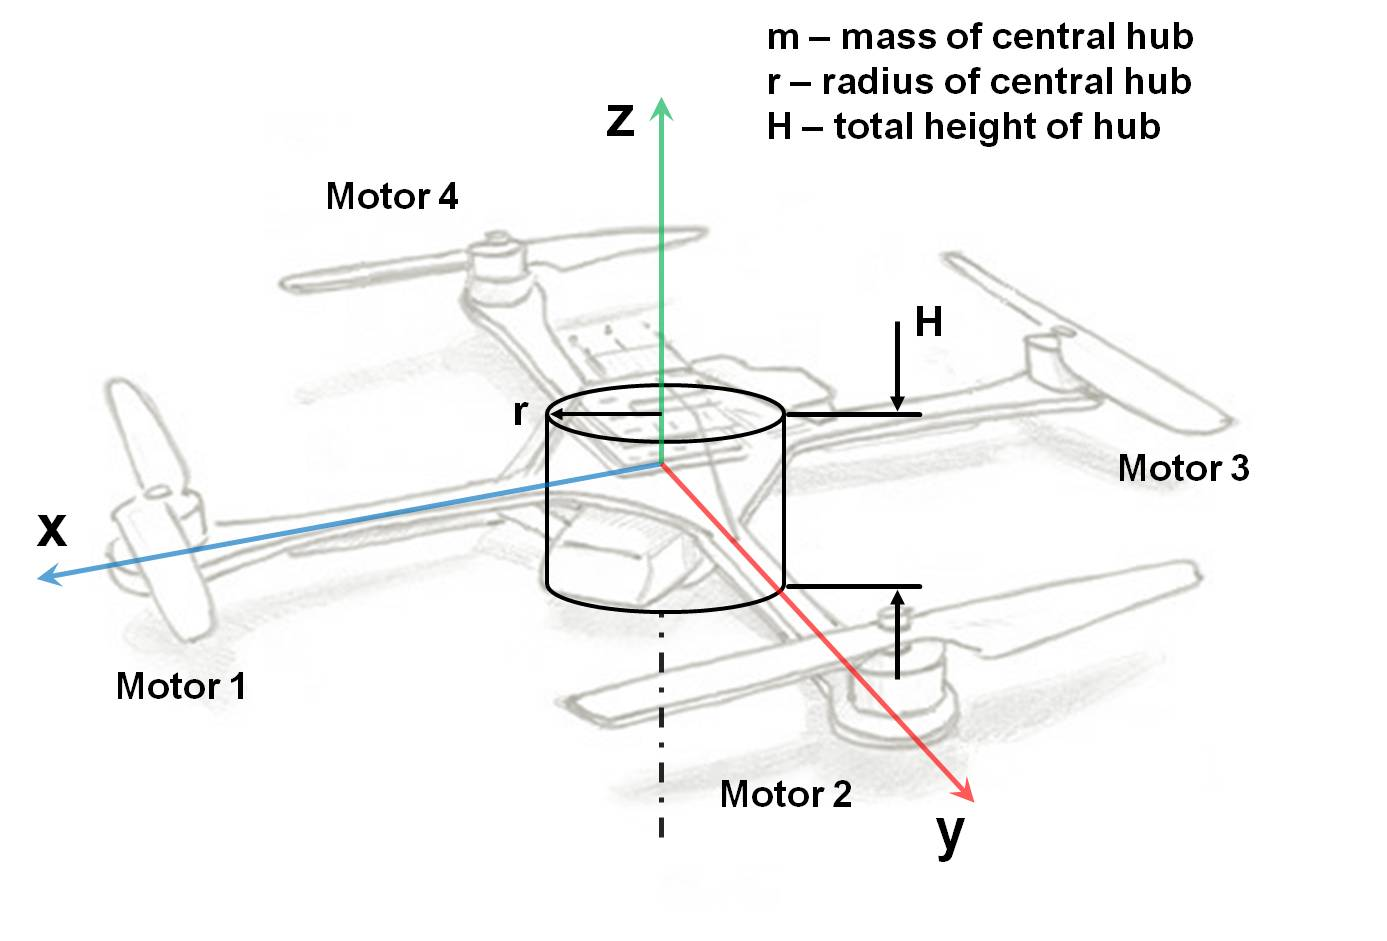 m – mass of central hub
r – radius of central hub
H – total height of hub
z
Motor 4
H
r
Motor 3
x
Motor 1
Motor 2
y